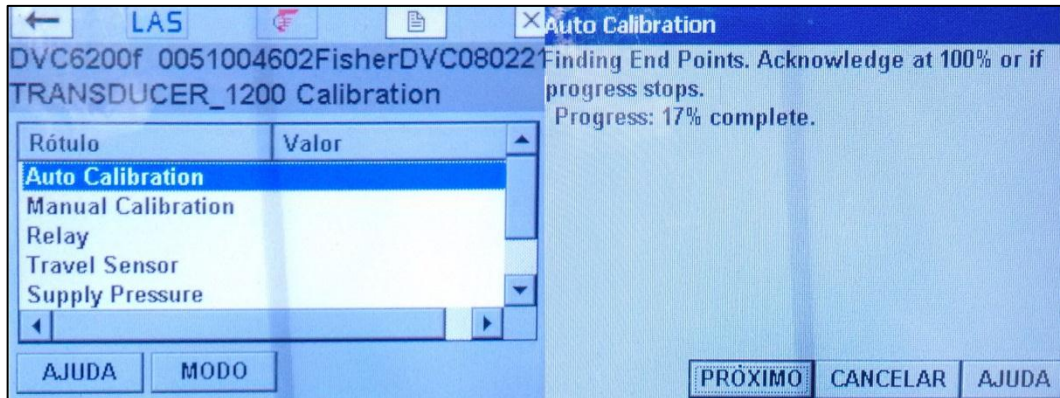 LAS
DVC6200f 0051004602FisherDVC080221
TRANSDUCER_1200 Calibration
Rótulo Valor
Auto Calibration
Manual Calibration
Relay
Travel Sensor
Supply Pressure
AJUDA MODO
Auto Calibration
Finding End Points. Acknowledge at 100% or if
progress stops.
Progress: 17% complete.
PRÓXIMO CANCELAR AJUDA